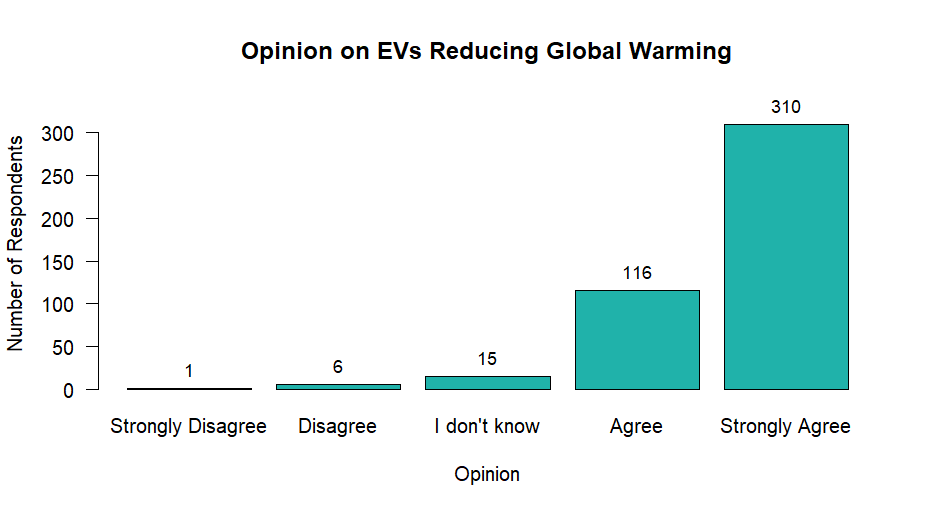 Opinion on EVs Reducing Global Warming
Number of Respondents
300
250
200
150
100
50
0
1
6
15
116
310
Strongly Disagree
Disagree
I don't know
Agree
Strongly Agree
Opinion